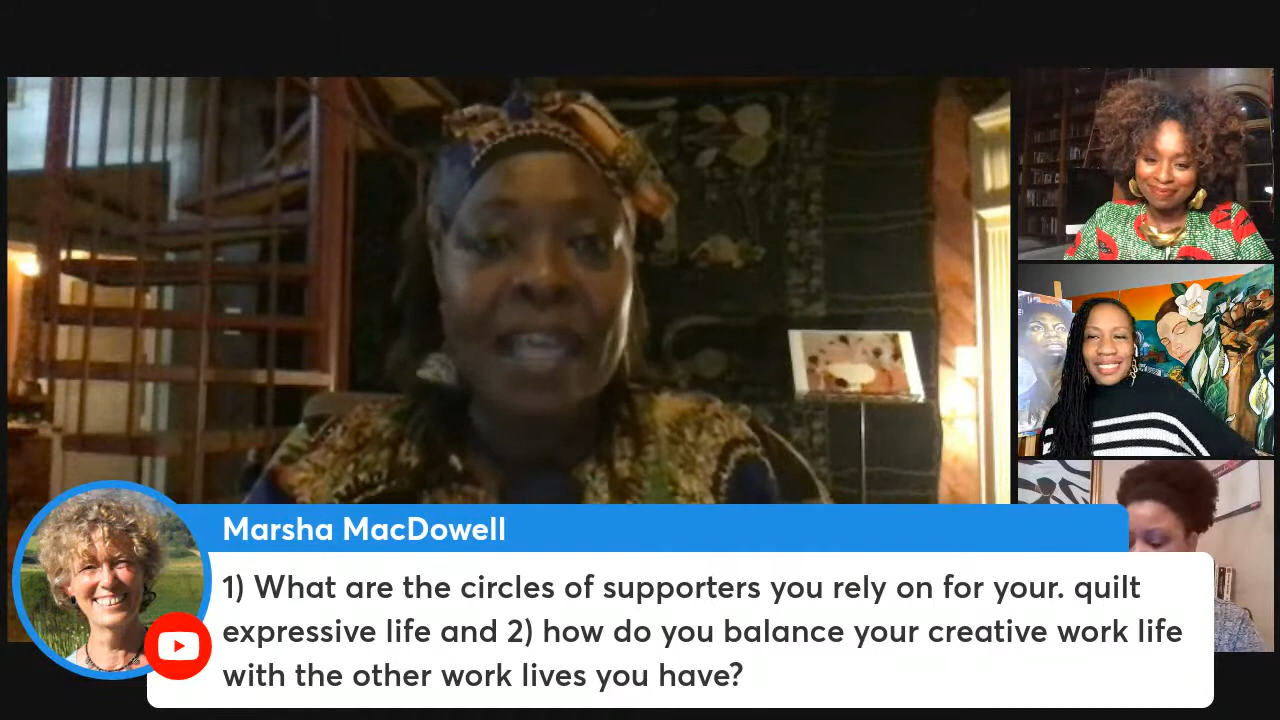 Marsha MacDowell
1) What are the circles of supporters you rely on for your. quilt
expressive life and 2) how do you balance your creative work life
with the other work lives you have?